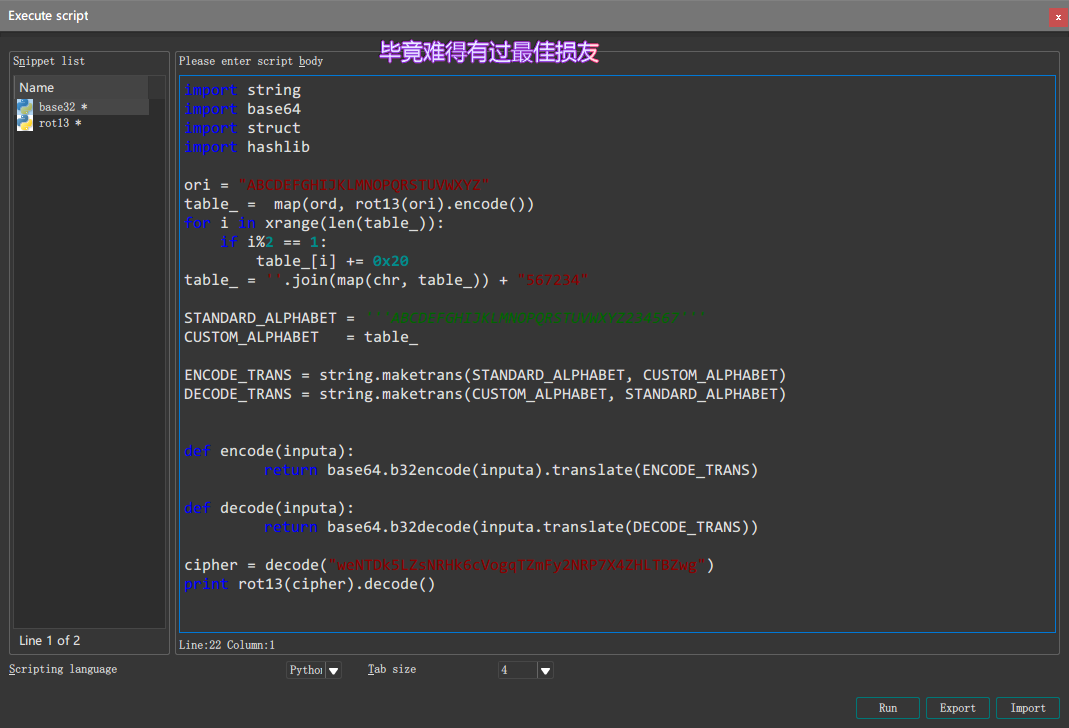 Execute script
x
毕竟难得有过最佳损友
Snippet list
Please enter script body
Name
base32 *
rot13 *
import string
import base64
import struct
import hashlib
ori = "ABCDEFGHIJKLMNOPQRSTUVWXYZ"
table_ =  map(ord, rot13(ori).encode())
for i in xrange(len(table_)):
    if i%2 == 1:
        table_[i] += 0x20
table_ = ''.join(map(chr, table_)) + "567234"
STANDARD_ALPHABET = '''ABCDEFGHIJKLMNOPQRSTUVWXYZ234567'''
CUSTOM_ALPHABET   = table_
ENCODE_TRANS = string.maketrans(STANDARD_ALPHABET, CUSTOM_ALPHABET)
DECODE_TRANS = string.maketrans(CUSTOM_ALPHABET, STANDARD_ALPHABET)
def encode(inputa):
         return base64.b32encode(inputa).translate(ENCODE_TRANS)
def decode(inputa):
         return base64.b32decode(inputa.translate(DECODE_TRANS))
cipher = decode("weNTDk5LZsNRHk6cVogqTZmFy2NRP7X4ZHLTBZwg")
print rot13(cipher).decode()
Line 1 of 2
Line:22 Column:1
Scripting language
Tab size
4
Run
Export
Import